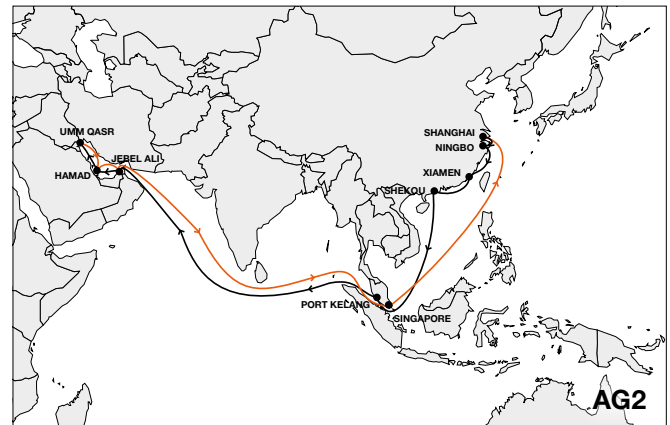 UMM QASR
JEBEL ALI
HAMAD
SHANGHAI
NINGBO
XIAMEN
SHEKOU
PORT KELANG
SINGAPORE
AG2